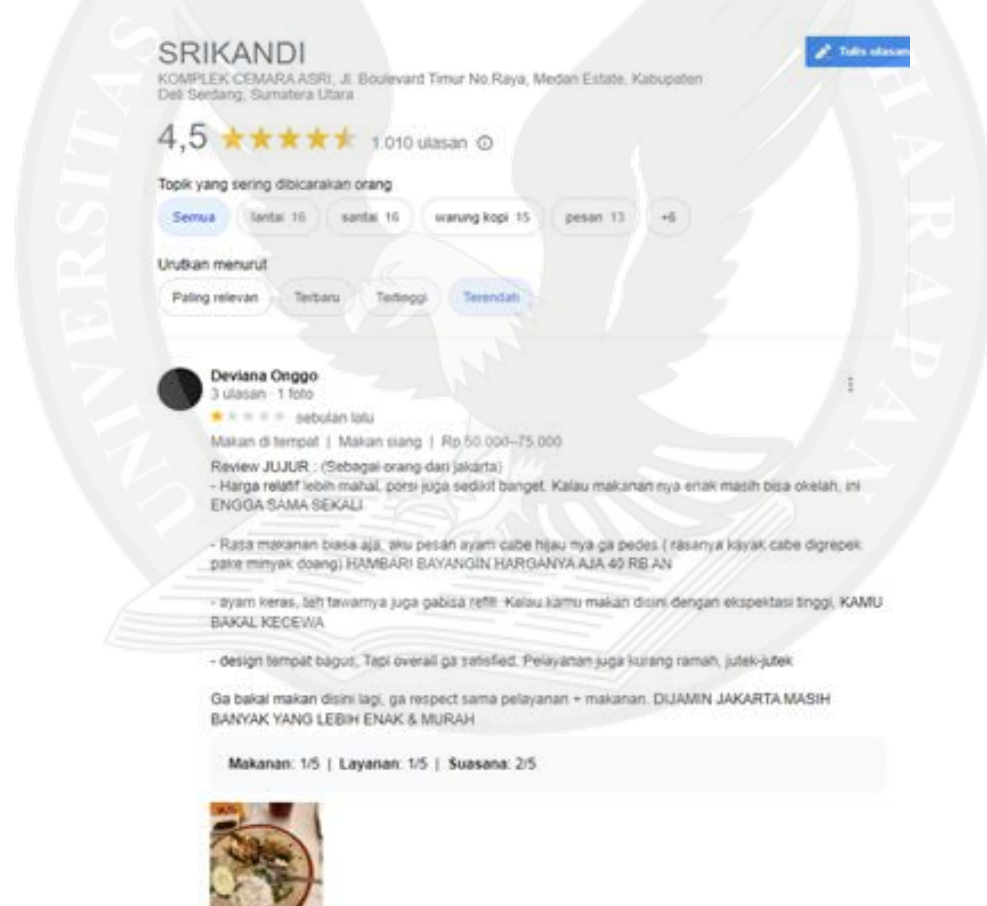 SRIKANDI
Tulis ulasan
KOMPLEK CEMARA ASRI, Jl. Boulevard Timur No.Raya, Medan Estate, Kabupaten
Deli Serdang, Sumatera Utara
4,5 1.010 ulasan
Topik yang sering dibicarakan orang
Semua lantai 16 santai 16 warung kopi 15 pesan 13 +6
Urutkan menurut
Paling relevan Terbaru Tertinggi Terendah
Deviana Onggo
3 ulasan · 1 foto
sebulan lalu
Makan di tempat | Makan siang | Rp 50.000–75.000
Review JUJUR : (Sebagai orang dari jakarta)
- Harga relatif lebih mahal, porsi juga sedikit banget. Kalau makanan nya enak masih bisa okelah, ini
ENGGA SAMA SEKALI
- Rasa makanan biasa aja, aku pesan ayam cabe hijau nya ga pedes ( rasanya kayak cabe digrepek
pake minyak doang) HAMBAR!! BAYANGIN HARGANYA AJA 40 RB AN
- ayam keras, teh tawarnya juga gabisa refill. Kalau kamu makan disini dengan ekspektasi tinggi, KAMU
BAKAL KECEWA
- design tempat bagus, Tapi overall ga satisfied. Pelayanan juga kurang ramah, jutek-jutek
Ga bakal makan disini lagi, ga respect sama pelayanan + makanan. DIJAMIN JAKARTA MASIH
BANYAK YANG LEBIH ENAK & MURAH
Makanan: 1/5 | Layanan: 1/5 | Suasana: 2/5
UNIVERSITAS HARAPAN